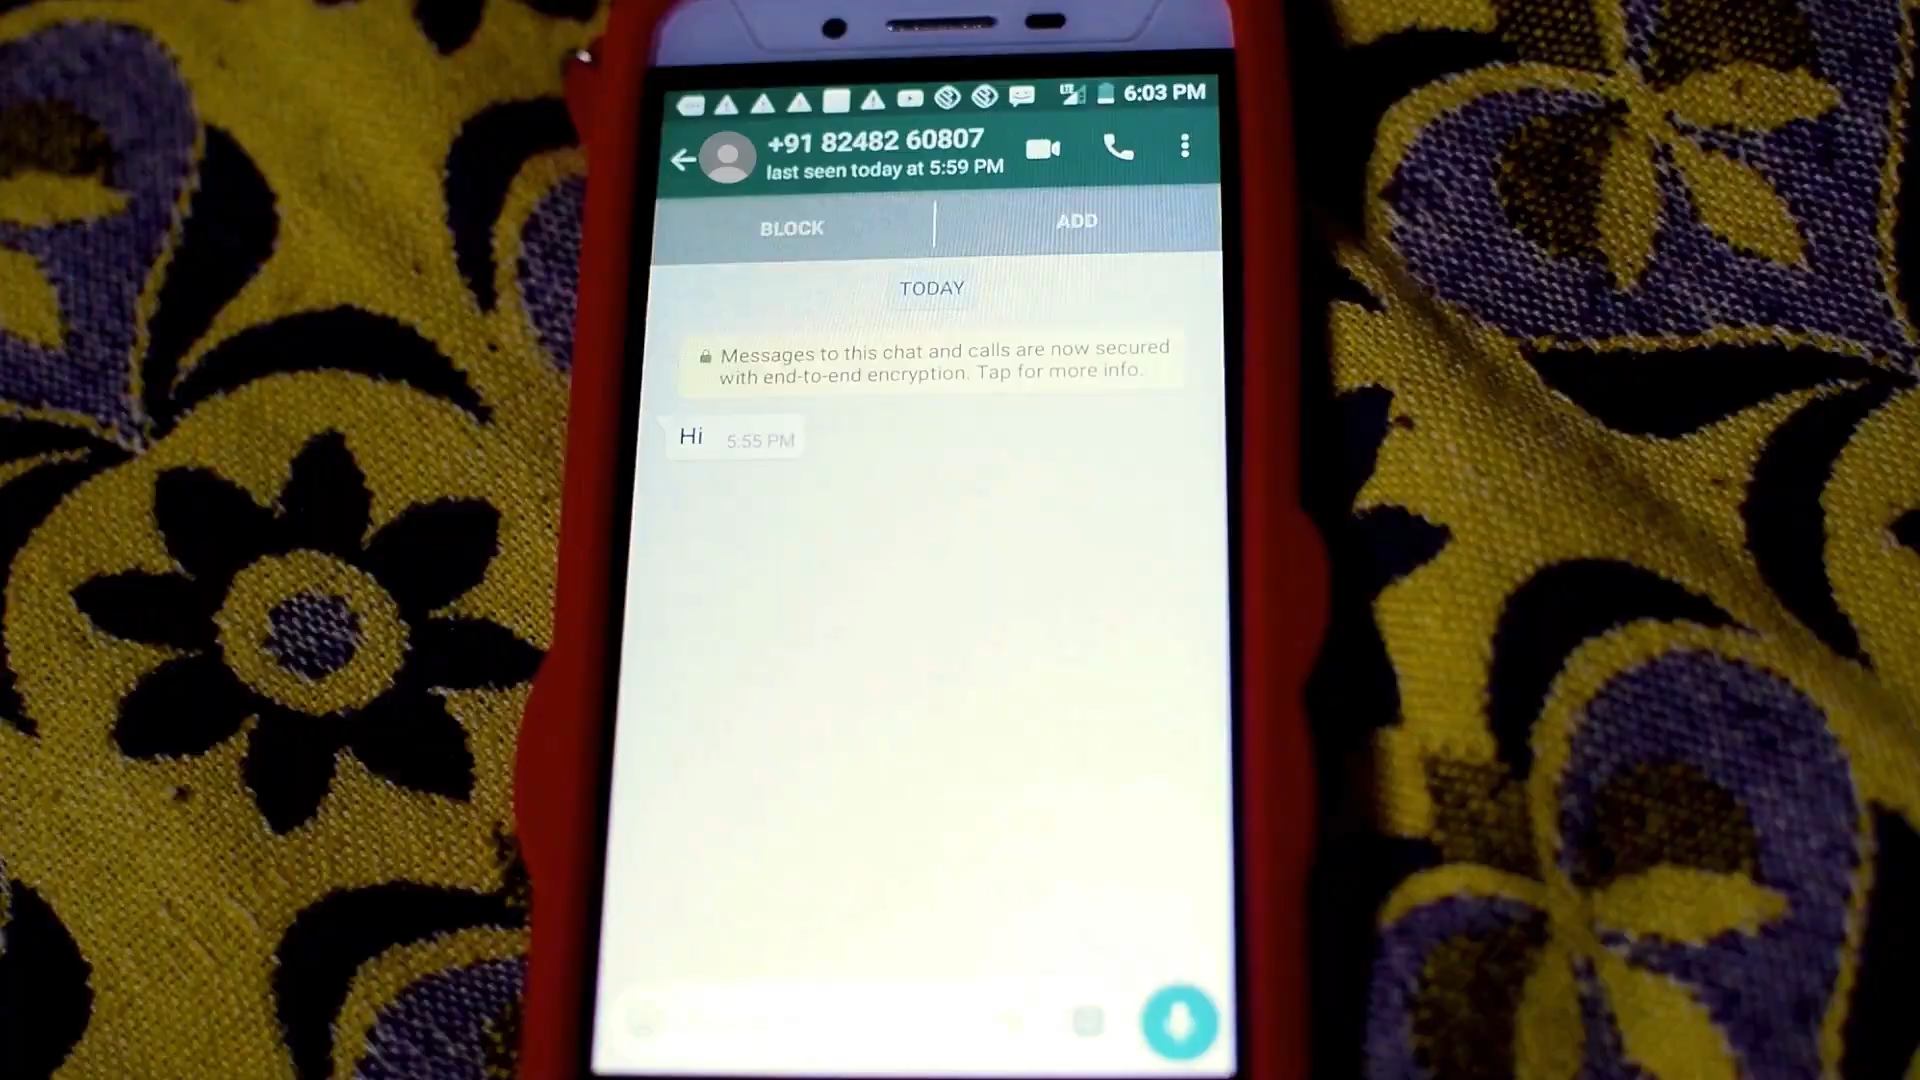 LTE 6:03 PM
+91 82482 60807
last seen today at 5:59 PM
BLOCK ADD
TODAY
Messages to this chat and calls are now secured
with end-to-end encryption. Tap for more info.
Hi 5:55 PM